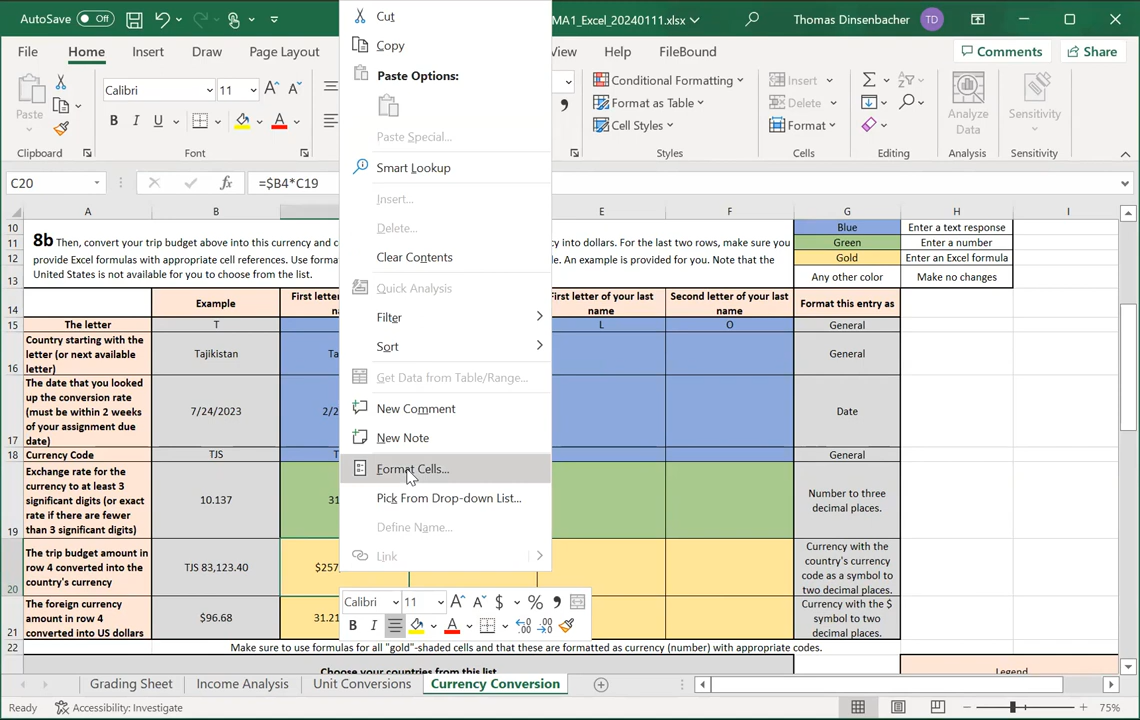 AutoSave Off
MA1_Excel_20240111.xlsx
Thomas Dinsenbacher TD
File Home Insert Draw Page Layout View Help FileBound Comments Share
Paste
Calibri 11
B I U A
Conditional Formatting
Format as Table
Cell Styles
Insert
Delete
Format
Analyze
Data
Sensitivity
Clipboard Font Styles Cells Editing Analysis Sensitivity
C20 fx =$B4*C19
A B E F G H I
10 Blue Enter a text response
11 8b Then, convert your trip budget above into this currency and c cy into dollars. For the last two rows, make sure you Green Enter a number
12 provide Excel formulas with appropriate cell references. Use forma e. An example is provided for you. Note that the Gold Enter an Excel formula
13 United States is not available for you to choose from the list. Any other color Make no changes
14 Example First letter First letter of your last name Second letter of your last name Format this entry as
15 The letter T L O General
16 Country starting with the letter (or next available letter) Tajikistan Ta General
17 The date that you looked up the conversion rate (must be within 2 weeks of your assignment due date) 7/24/2023 2/2 Date
18 Currency Code TJS T General
19 Exchange rate for the currency to at least 3 significant digits (or exact rate if there are fewer than 3 significant digits) 10.137 31 Number to three decimal places.
20 The trip budget amount in row 4 converted into the country's currency TJS 83,123.40 $257, Currency with the country's currency code as a symbol to two decimal places.
21 The foreign currency amount in row 4 converted into US dollars $96.68 31.21 Currency with the $ symbol to two decimal places.
22 Make sure to use formulas for all "gold"-shaded cells and that these are formatted as currency (number) with appropriate codes.
Choose your countries from this list Legend
Cut
Copy
Paste Options:
Paste Special...
Smart Lookup
Insert...
Delete...
Clear Contents
Quick Analysis
Filter
Sort
Get Data from Table/Range...
New Comment
New Note
Format Cells...
Pick From Drop-down List...
Define Name...
Link
Calibri 11 A A $ % ,
B I A
Grading Sheet Income Analysis Unit Conversions Currency Conversion
Ready Accessibility: Investigate 75%